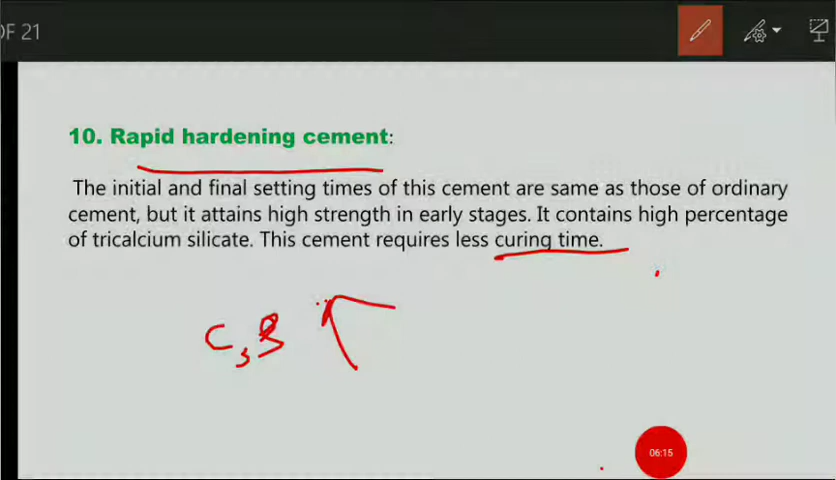 OF 21
10. Rapid hardening cement:
The initial and final setting times of this cement are same as those of ordinary
cement, but it attains high strength in early stages. It contains high percentage
of tricalcium silicate. This cement requires less curing time.
C3S
06:15